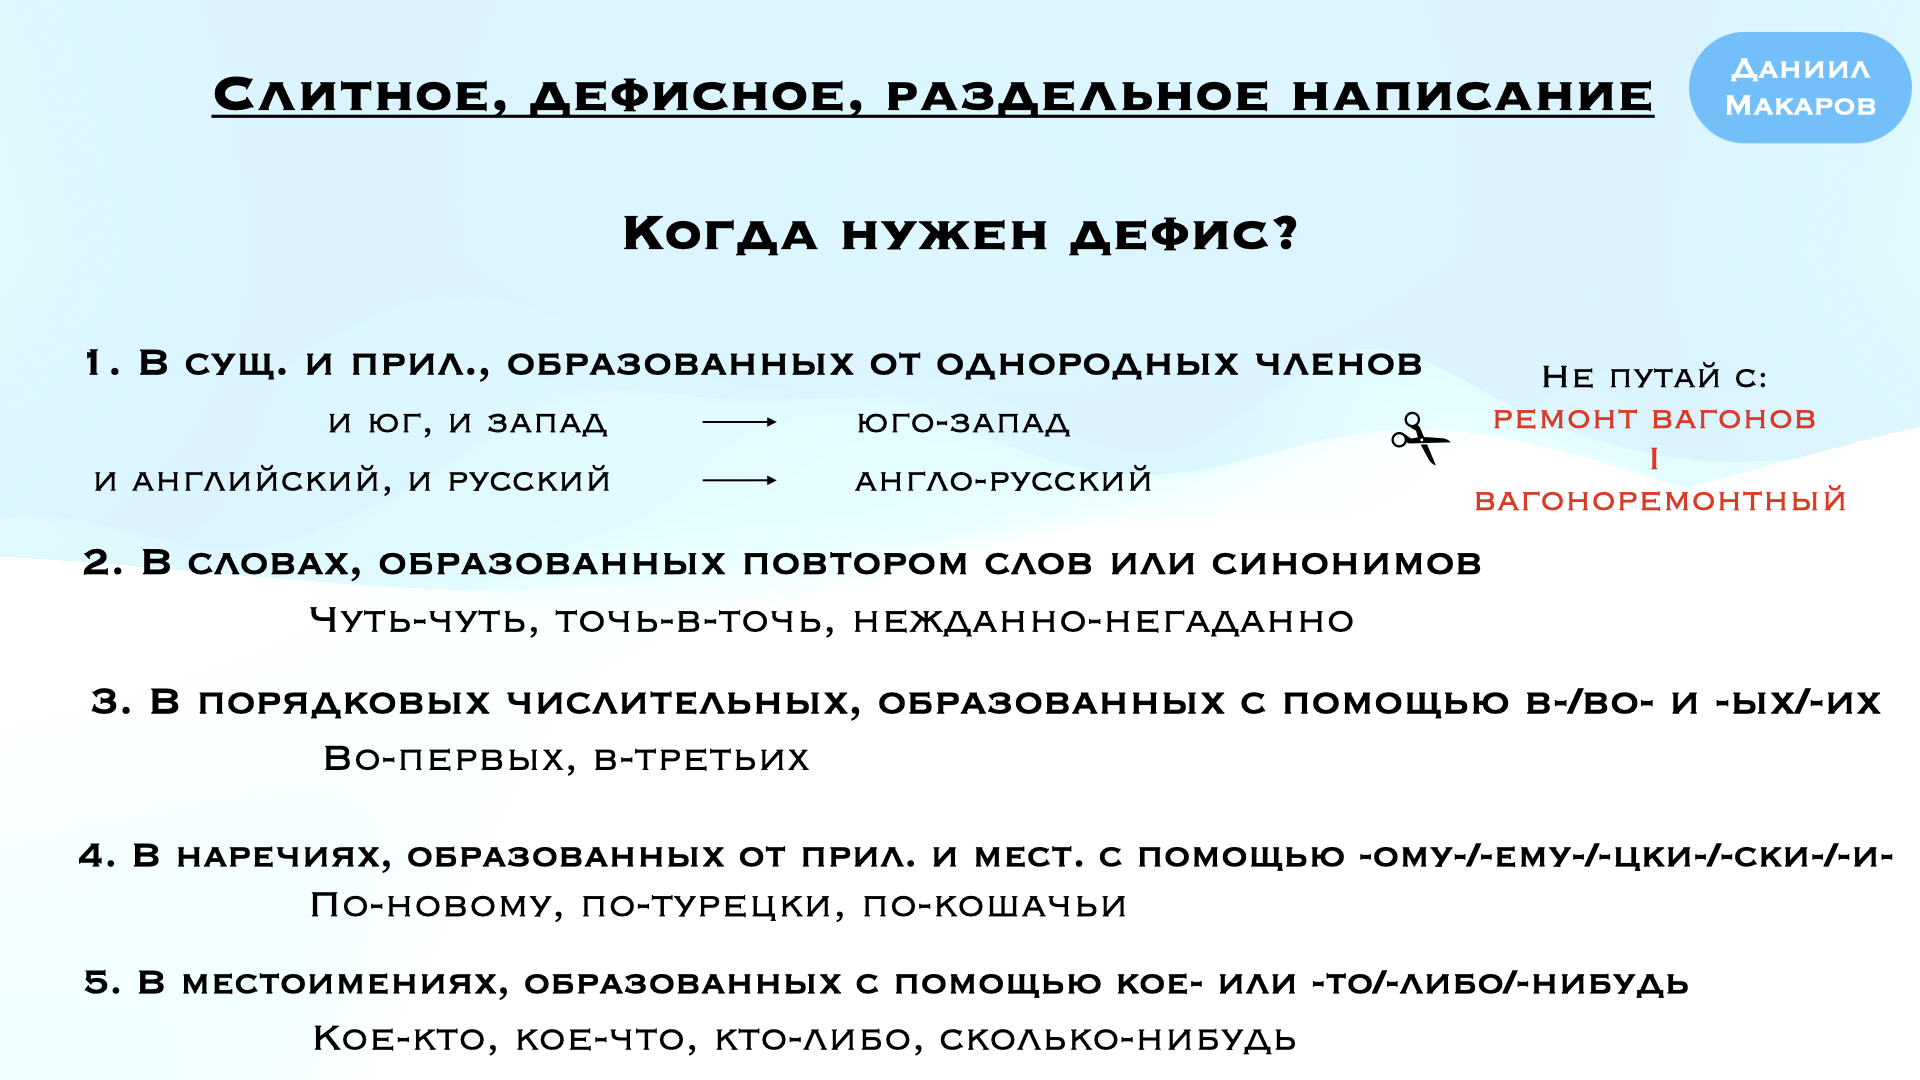 Слитное, дефисное, раздельное написание
Даниил
Макаров
Когда нужен дефис?
1. В сущ. и прил., образованных от однородных членов
и юг, и запад → юго-запад
и английский, и русский → англо-русский
Не путай с:
ремонт вагонов
I
вагоноремонтный
2. В словах, образованных повтором слов или синонимов
Чуть-чуть, точь-в-точь, нежданно-негаданно
3. В порядковых числительных, образованных с помощью в-/во- и -ых/-их
Во-первых, в-третьих
4. В наречиях, образованных от прил. и мест. с помощью -ому-/-ему-/-цки-/-ски-/-и-
По-новому, по-турецки, по-кошачьи
5. В местоимениях, образованных с помощью кое- или -то/-либо/-нибудь
Кое-кто, кое-что, кто-либо, сколько-нибудь